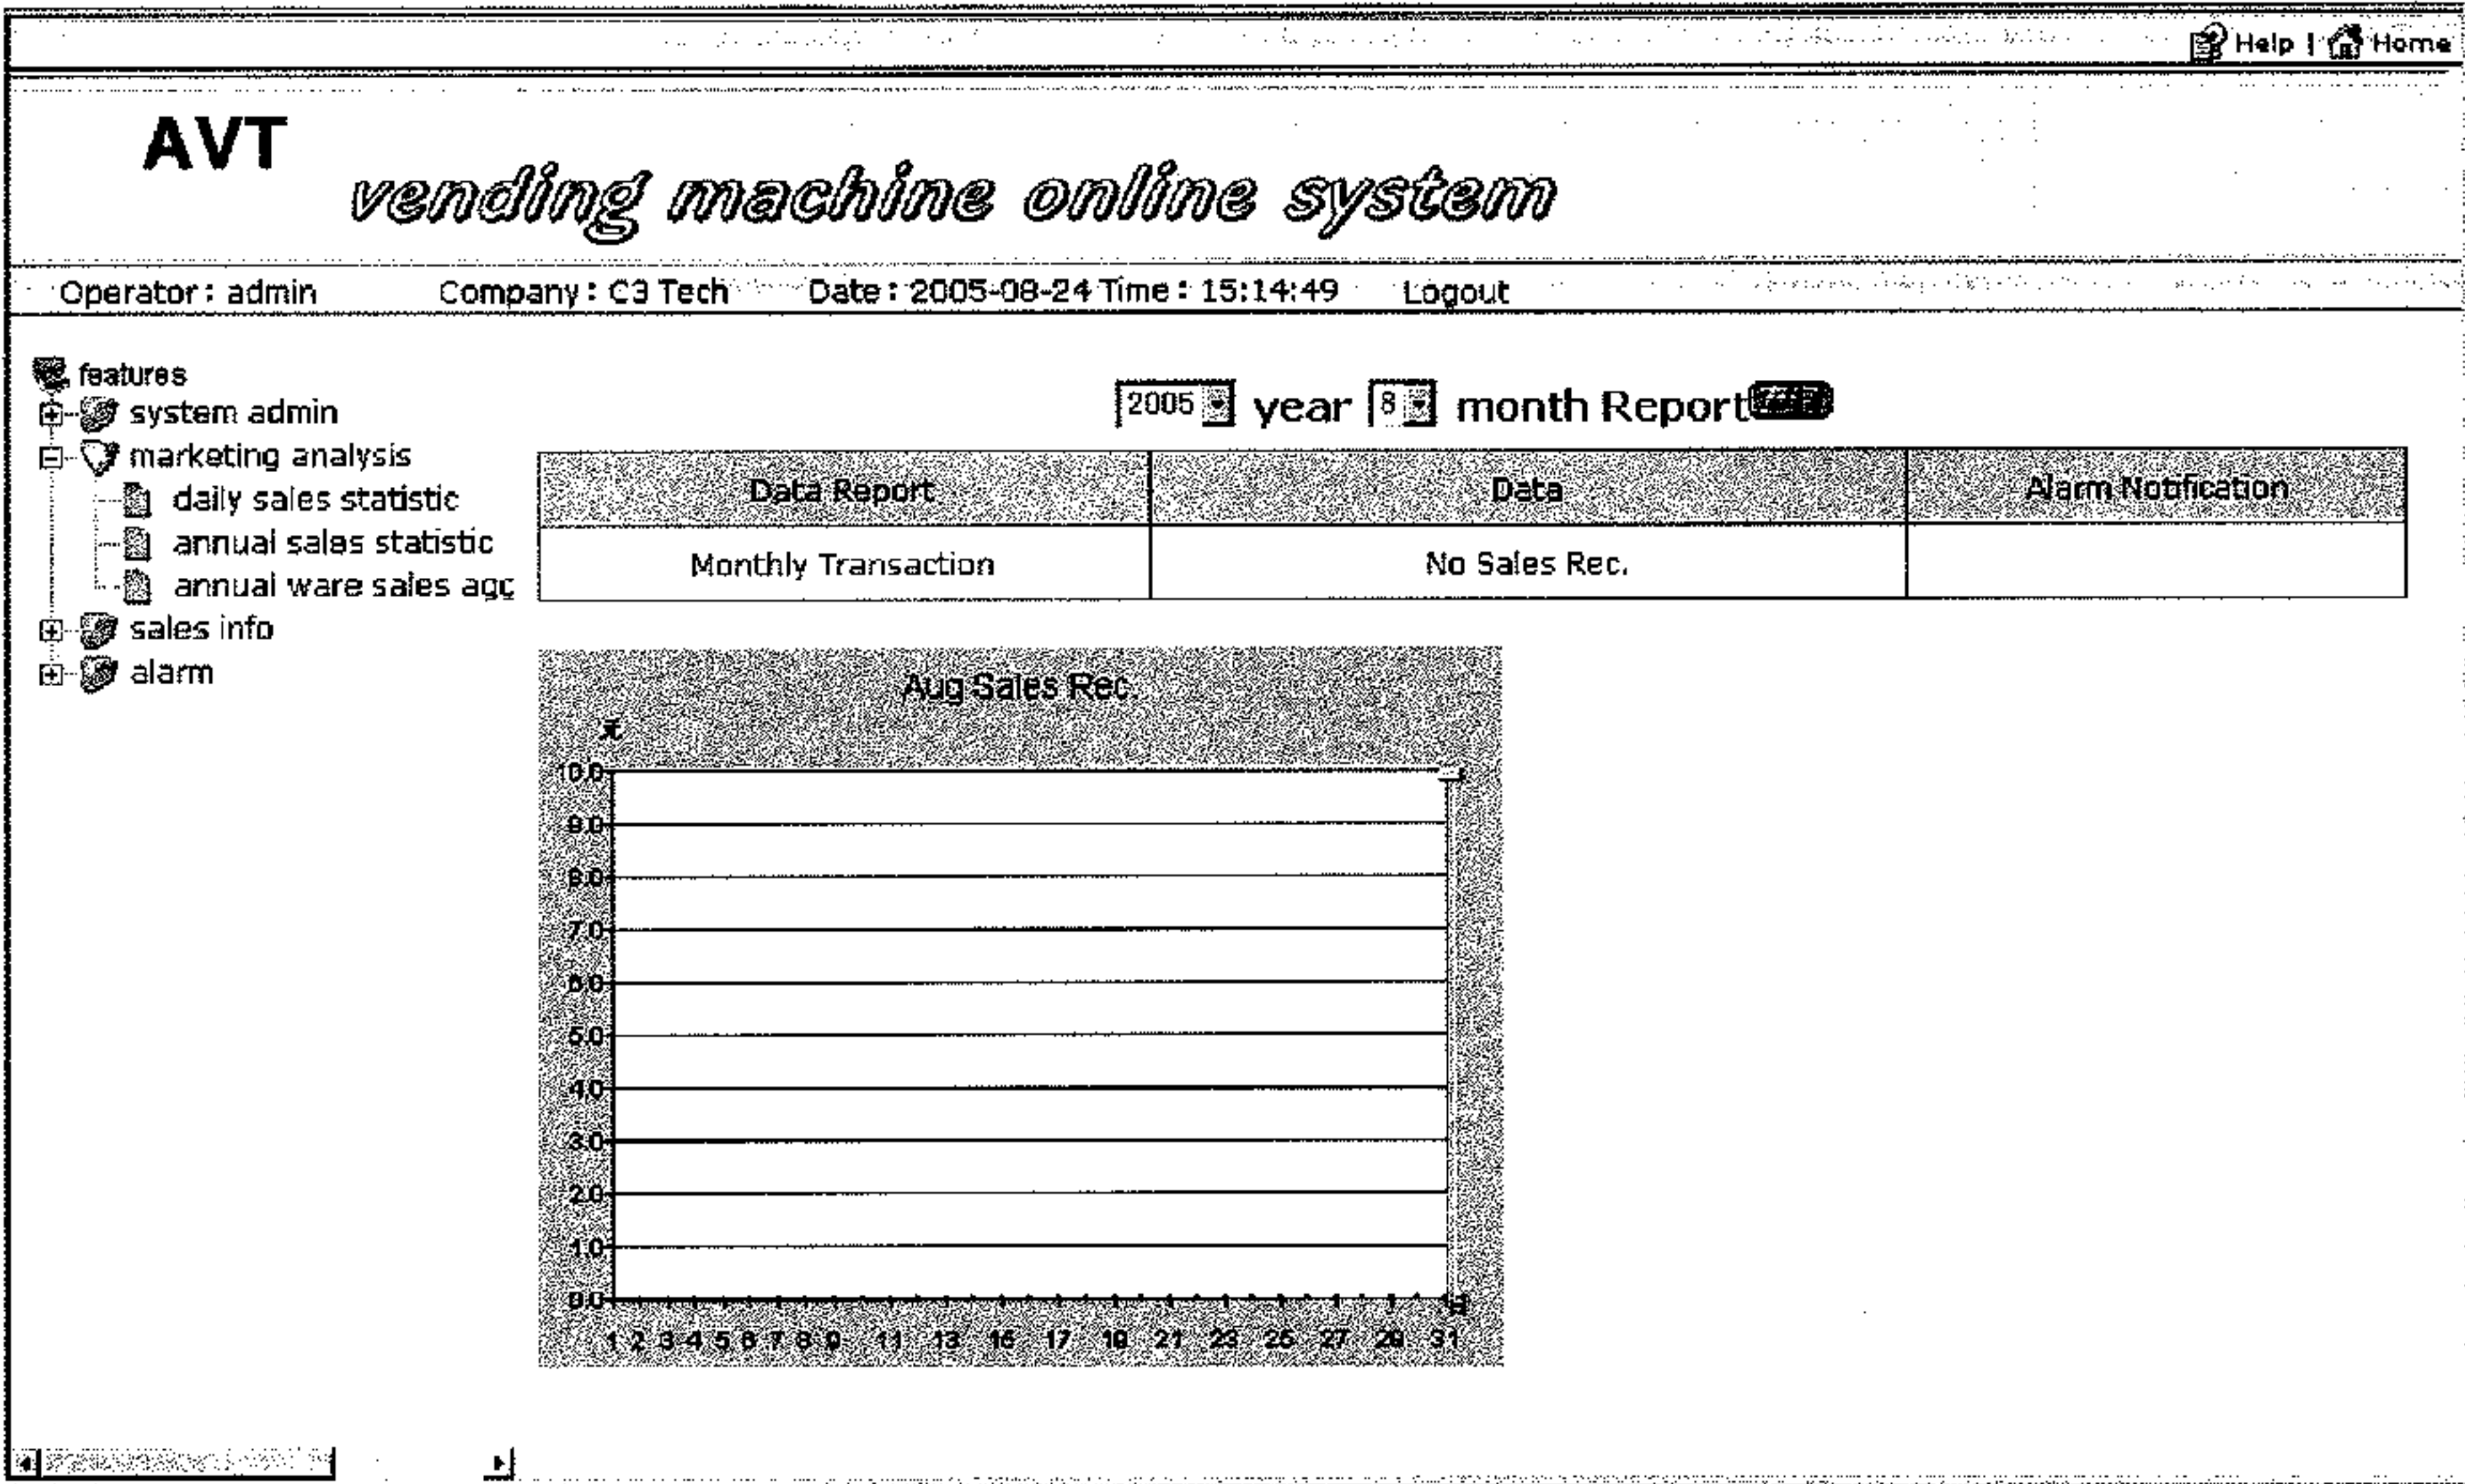 Help | Home
AVT
vending machine online system
Operator: admin Company: C3 Tech Date: 2005-08-24 Time: 15:14:49 Logout
features
system admin
marketing analysis
daily sales statistic
annual sales statistic
annual ware sales agg
sales info
alarm
2005 year 8 month Report
Data Report Data Alarm Notification
Monthly Transaction No Sales Rec.
Aug Sales Rec.
元
10.0
9.0
8.0
7.0
6.0
5.0
4.0
3.0
2.0
1.0
0.0
日
1 2 3 4 5 6 7 8 9 11 13 15 17 19 21 23 25 27 29 31